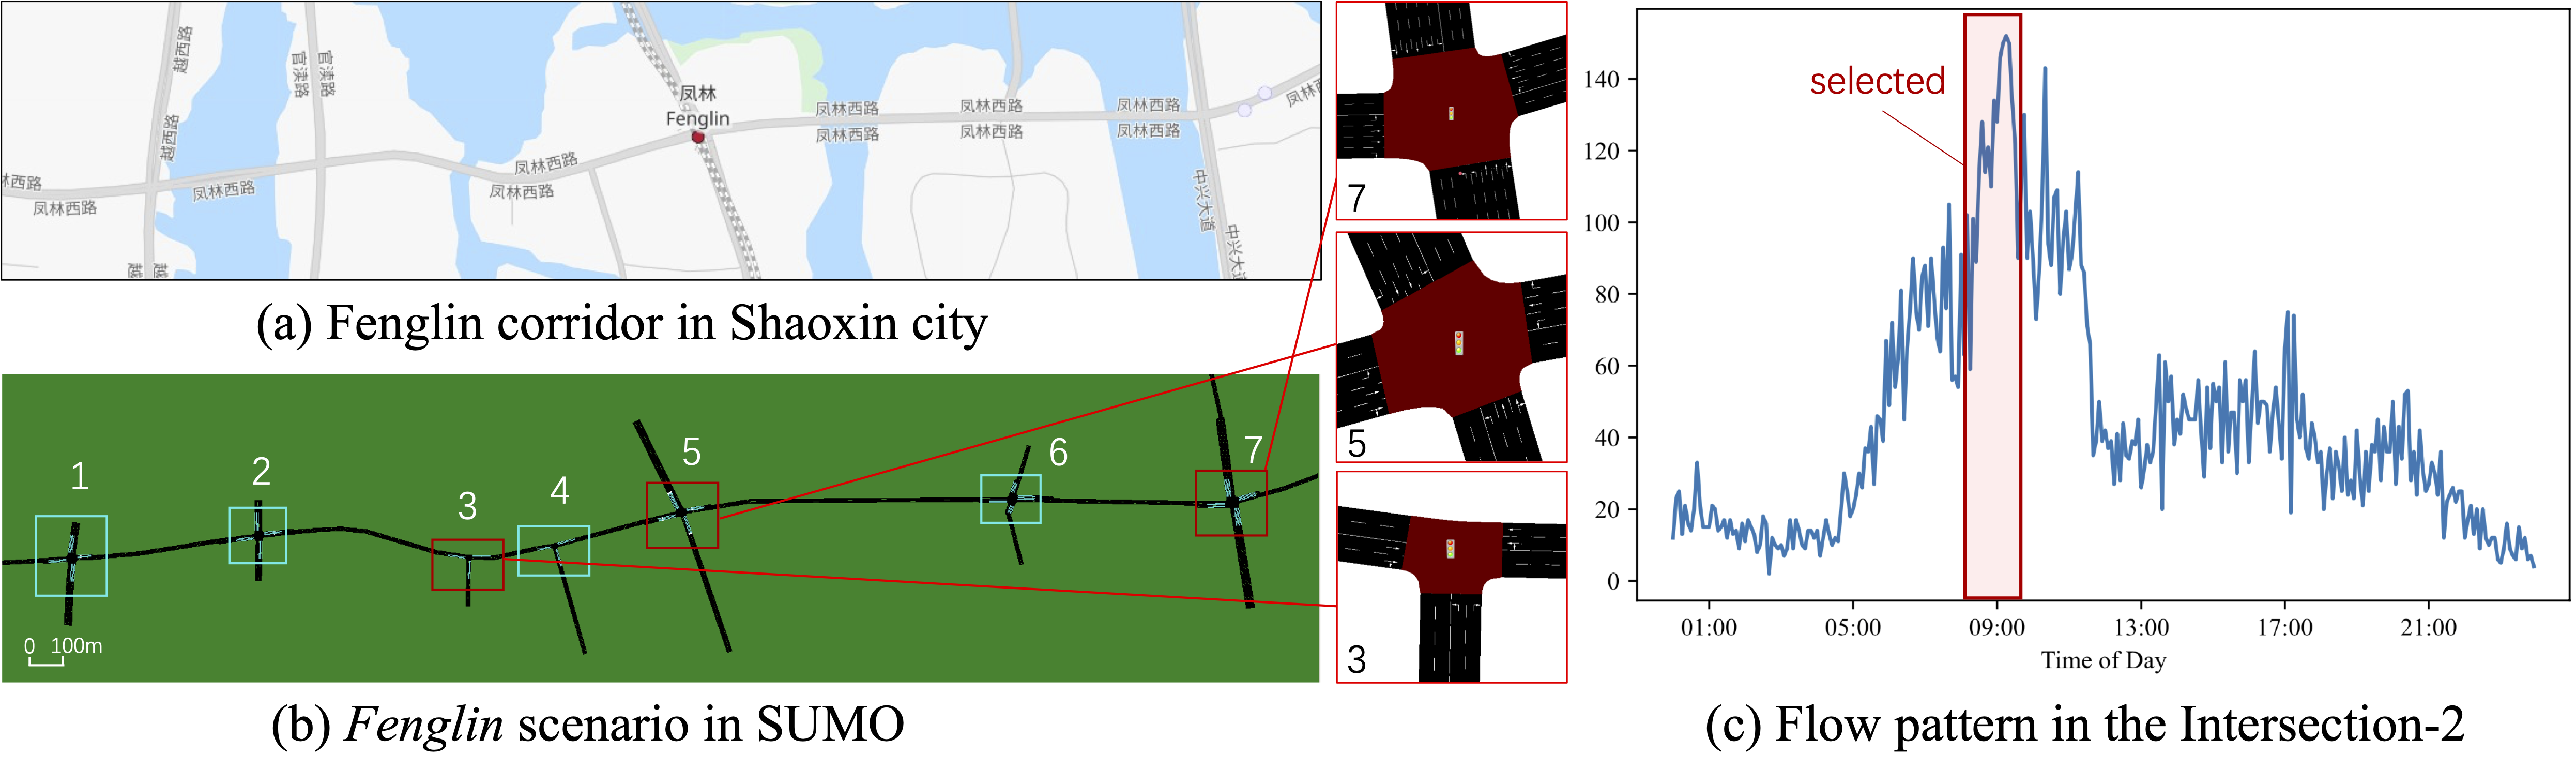 越西路
越西路
官渎路
官渎路
凤林
Fenglin
凤林西路
凤林西路
凤林西路
凤林西路
凤林西路
凤林西路
凤林西路
凤林西路
凤林西路
林西路
凤林西路
凤林
中兴大道
中兴大道
越
越
(a) Fenglin corridor in Shaoxin city
1
2
3
4
5
6
7
0 100m
(b) Fenglin scenario in SUMO
7
5
3
selected
140
120
100
80
60
40
20
0
01:00 05:00 09:00 13:00 17:00 21:00
Time of Day
(c) Flow pattern in the Intersection-2